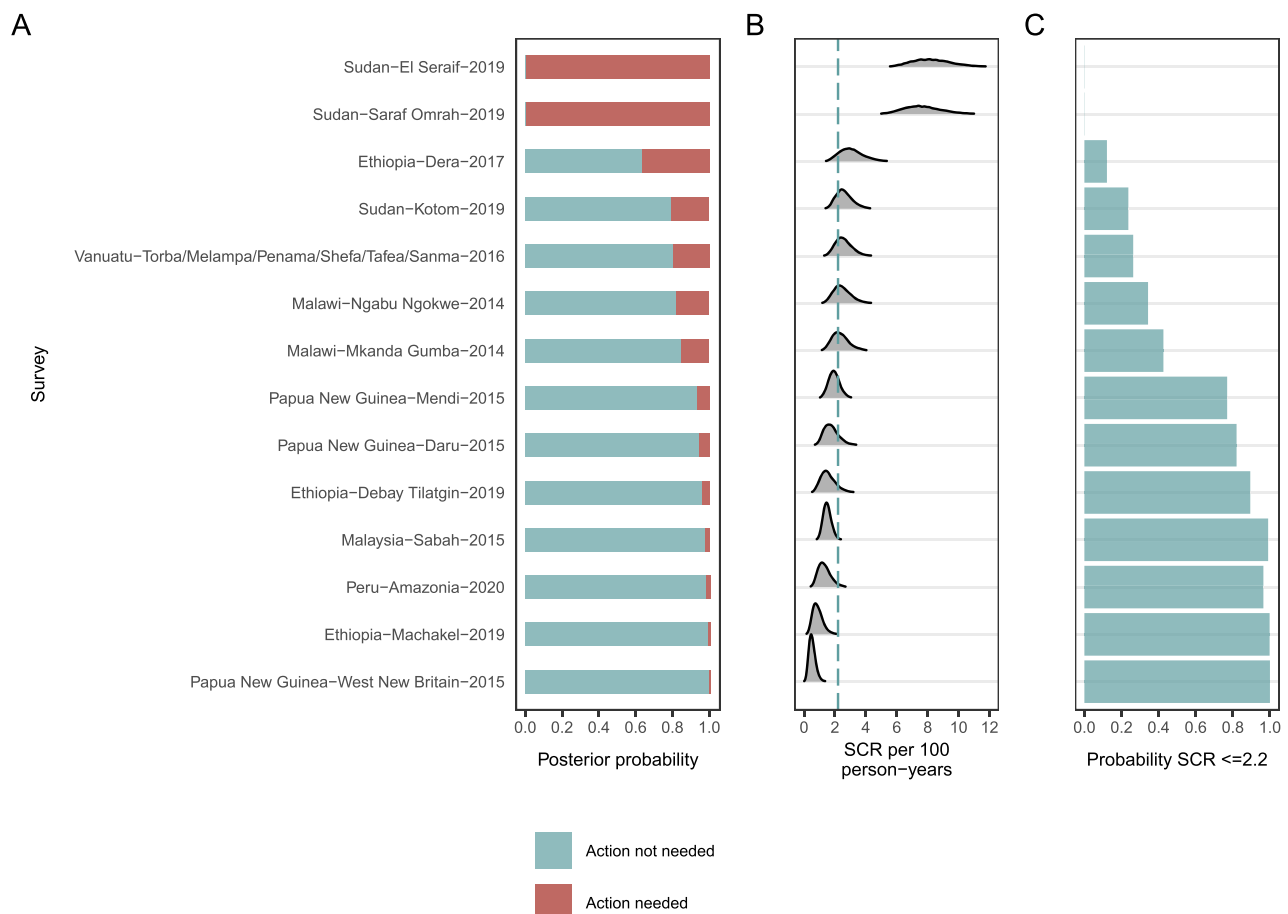 A
B
C
Survey
Sudan−El Seraif−2019
Sudan−Saraf Omrah−2019
Ethiopia−Dera−2017
Sudan−Kotom−2019
Vanuatu−Torba/Melampa/Penama/Shefa/Tafea/Sanma−2016
Malawi−Ngabu Ngokwe−2014
Malawi−Mkanda Gumba−2014
Papua New Guinea−Mendi−2015
Papua New Guinea−Daru−2015
Ethiopia−Debay Tilatgin−2019
Malaysia−Sabah−2015
Peru−Amazonia−2020
Ethiopia−Machakel−2019
Papua New Guinea−West New Britain−2015
0.0 0.2 0.4 0.6 0.8 1.0
Posterior probability
0 2 4 6 8 10 12
SCR per 100
person−years
0.0 0.2 0.4 0.6 0.8 1.0
Probability SCR <=2.2
Action not needed
Action needed